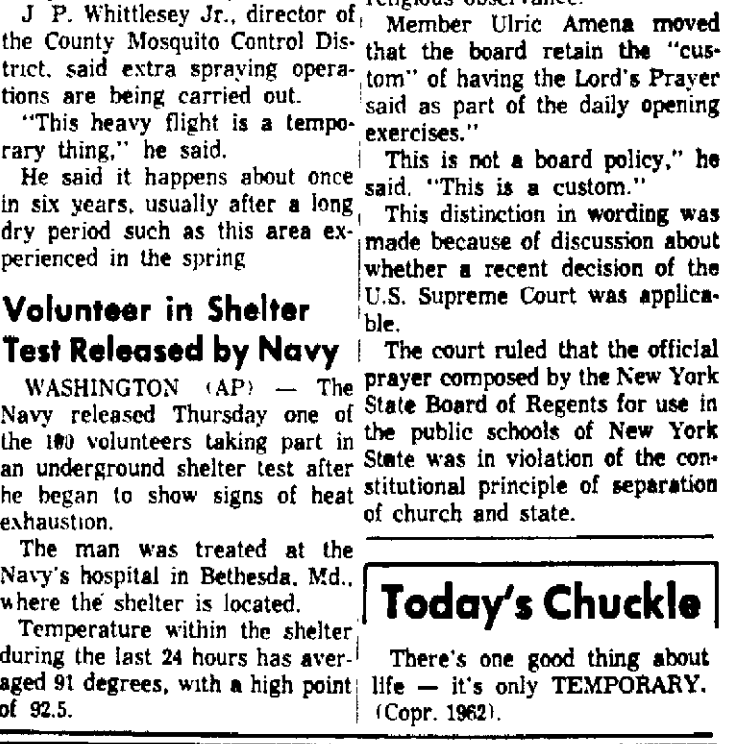 J P. Whittlesey Jr., director of
the County Mosquito Control Dis-
trict, said extra spraying opera-
tions are being carried out.
"This heavy flight is a tempo-
rary thing," he said.
He said it happens about once
in six years, usually after a long
dry period such as this area ex-
perienced in the spring
Volunteer in Shelter
Test Released by Navy
WASHINGTON (AP) — The
Navy released Thursday one of
the 100 volunteers taking part in
an underground shelter test after
he began to show signs of heat
exhaustion.
The man was treated at the
Navy's hospital in Bethesda, Md.,
where the shelter is located.
Temperature within the shelter
during the last 24 hours has aver-
aged 91 degrees, with a high point
of 92.5.
religious observance.
Member Ulric Amena moved
that the board retain the "cus-
tom" of having the Lord's Prayer
said as part of the daily opening
exercises."
This is not a board policy," he
said. "This is a custom."
This distinction in wording was
made because of discussion about
whether a recent decision of the
U.S. Supreme Court was applica-
ble.
The court ruled that the official
prayer composed by the New York
State Board of Regents for use in
the public schools of New York
State was in violation of the con-
stitutional principle of separation
of church and state.
Today's Chuckle
There's one good thing about
life — it's only TEMPORARY.
(Copr. 1962).